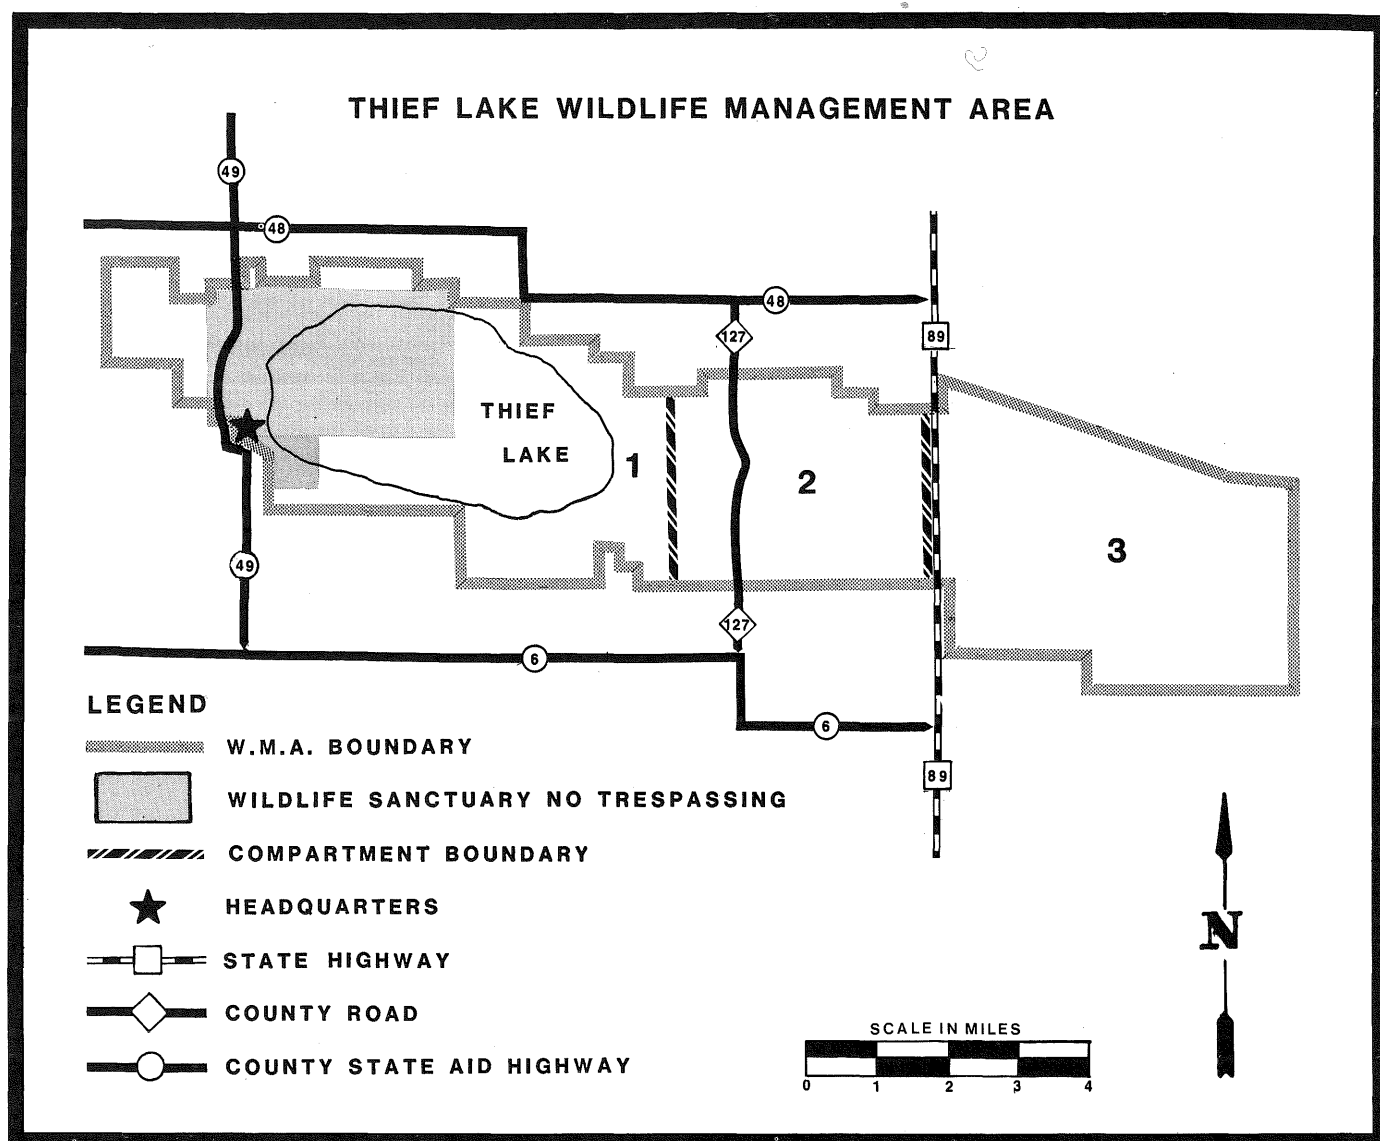 THIEF LAKE WILDLIFE MANAGEMENT AREA
49
48
48
127
89
THIEF
LAKE
1
2
3
49
127
6
6
89
LEGEND
W.M.A. BOUNDARY
WILDLIFE SANCTUARY NO TRESPASSING
COMPARTMENT BOUNDARY
HEADQUARTERS
STATE HIGHWAY
COUNTY ROAD
COUNTY STATE AID HIGHWAY
N
SCALE IN MILES
0 1 2 3 4